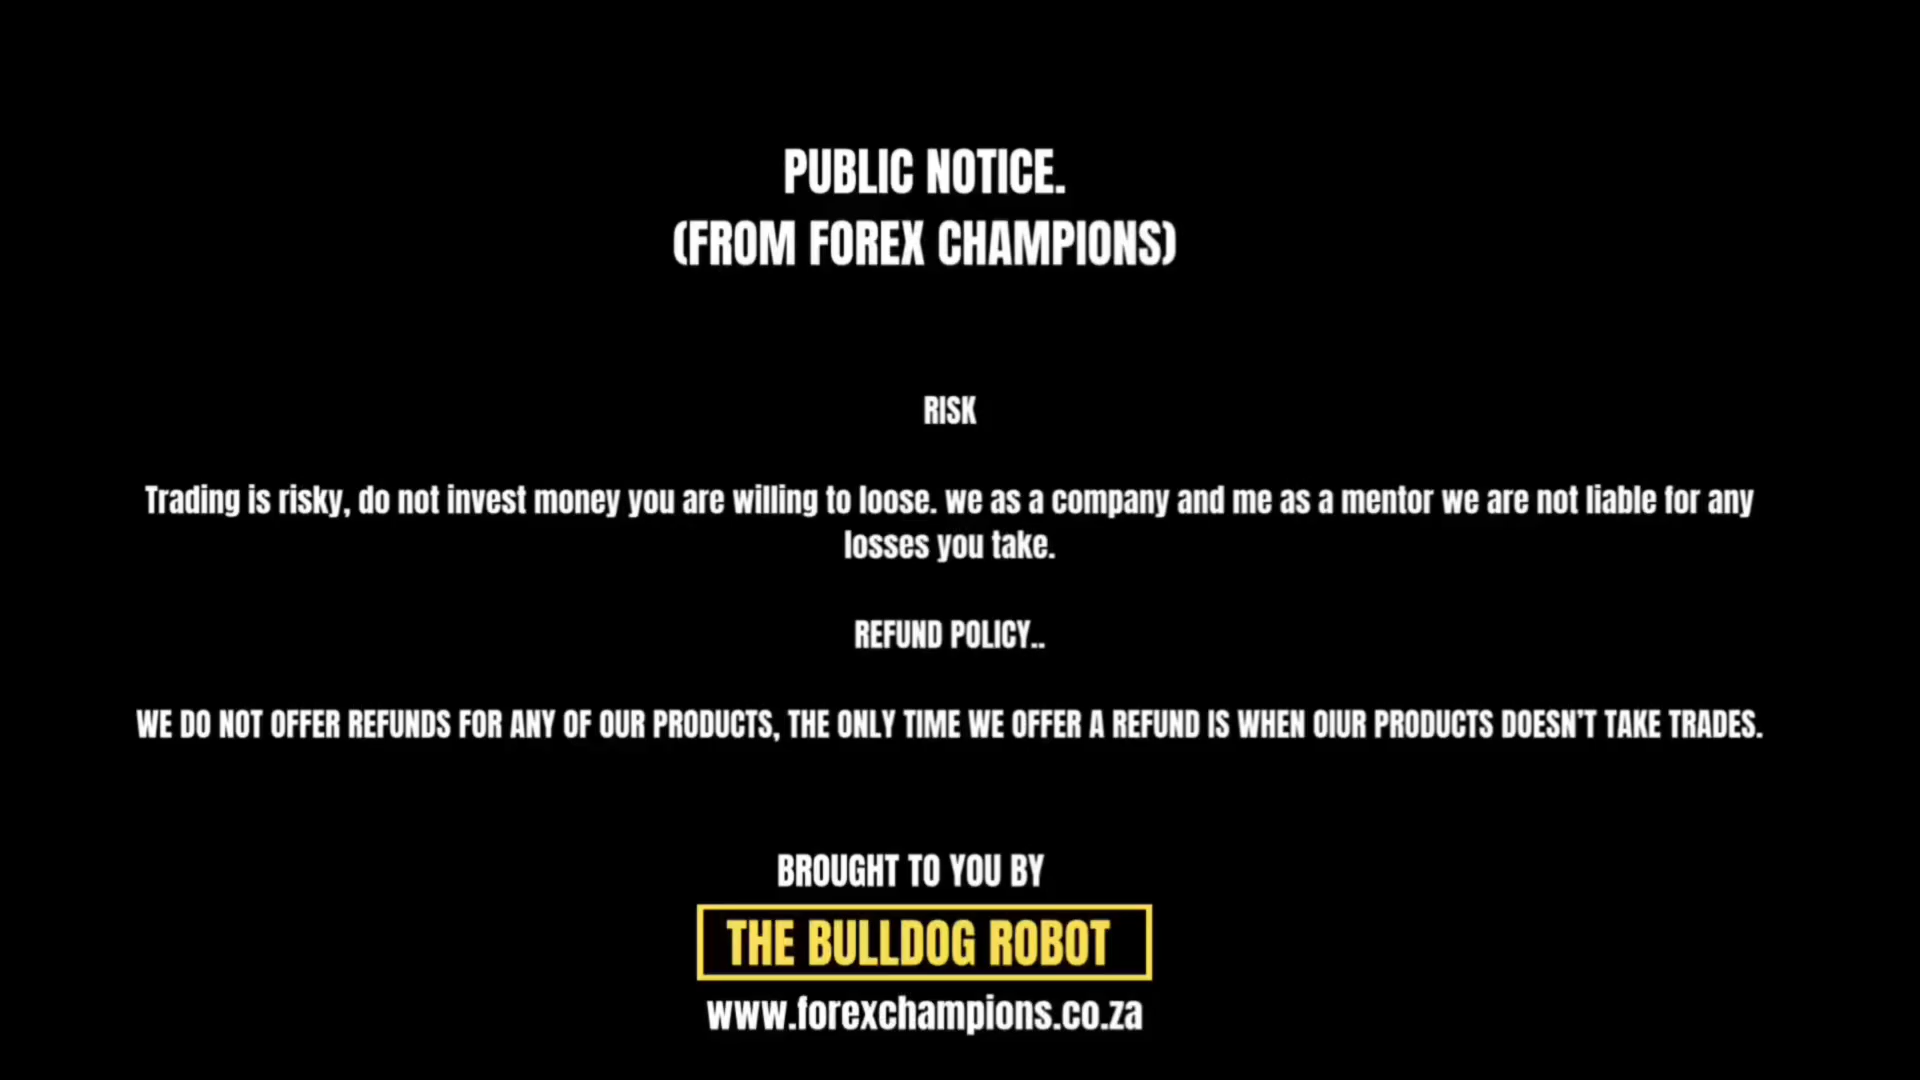 PUBLIC NOTICE.
(FROM FOREX CHAMPIONS)
RISK
Trading is risky, do not invest money you are willing to loose. we as a company and me as a mentor we are not liable for any
losses you take.
REFUND POLICY..
WE DO NOT OFFER REFUNDS FOR ANY OF OUR PRODUCTS, THE ONLY TIME WE OFFER A REFUND IS WHEN OIUR PRODUCTS DOESN'T TAKE TRADES.
BROUGHT TO YOU BY
THE BULLDOG ROBOT
www.forexchampions.co.za